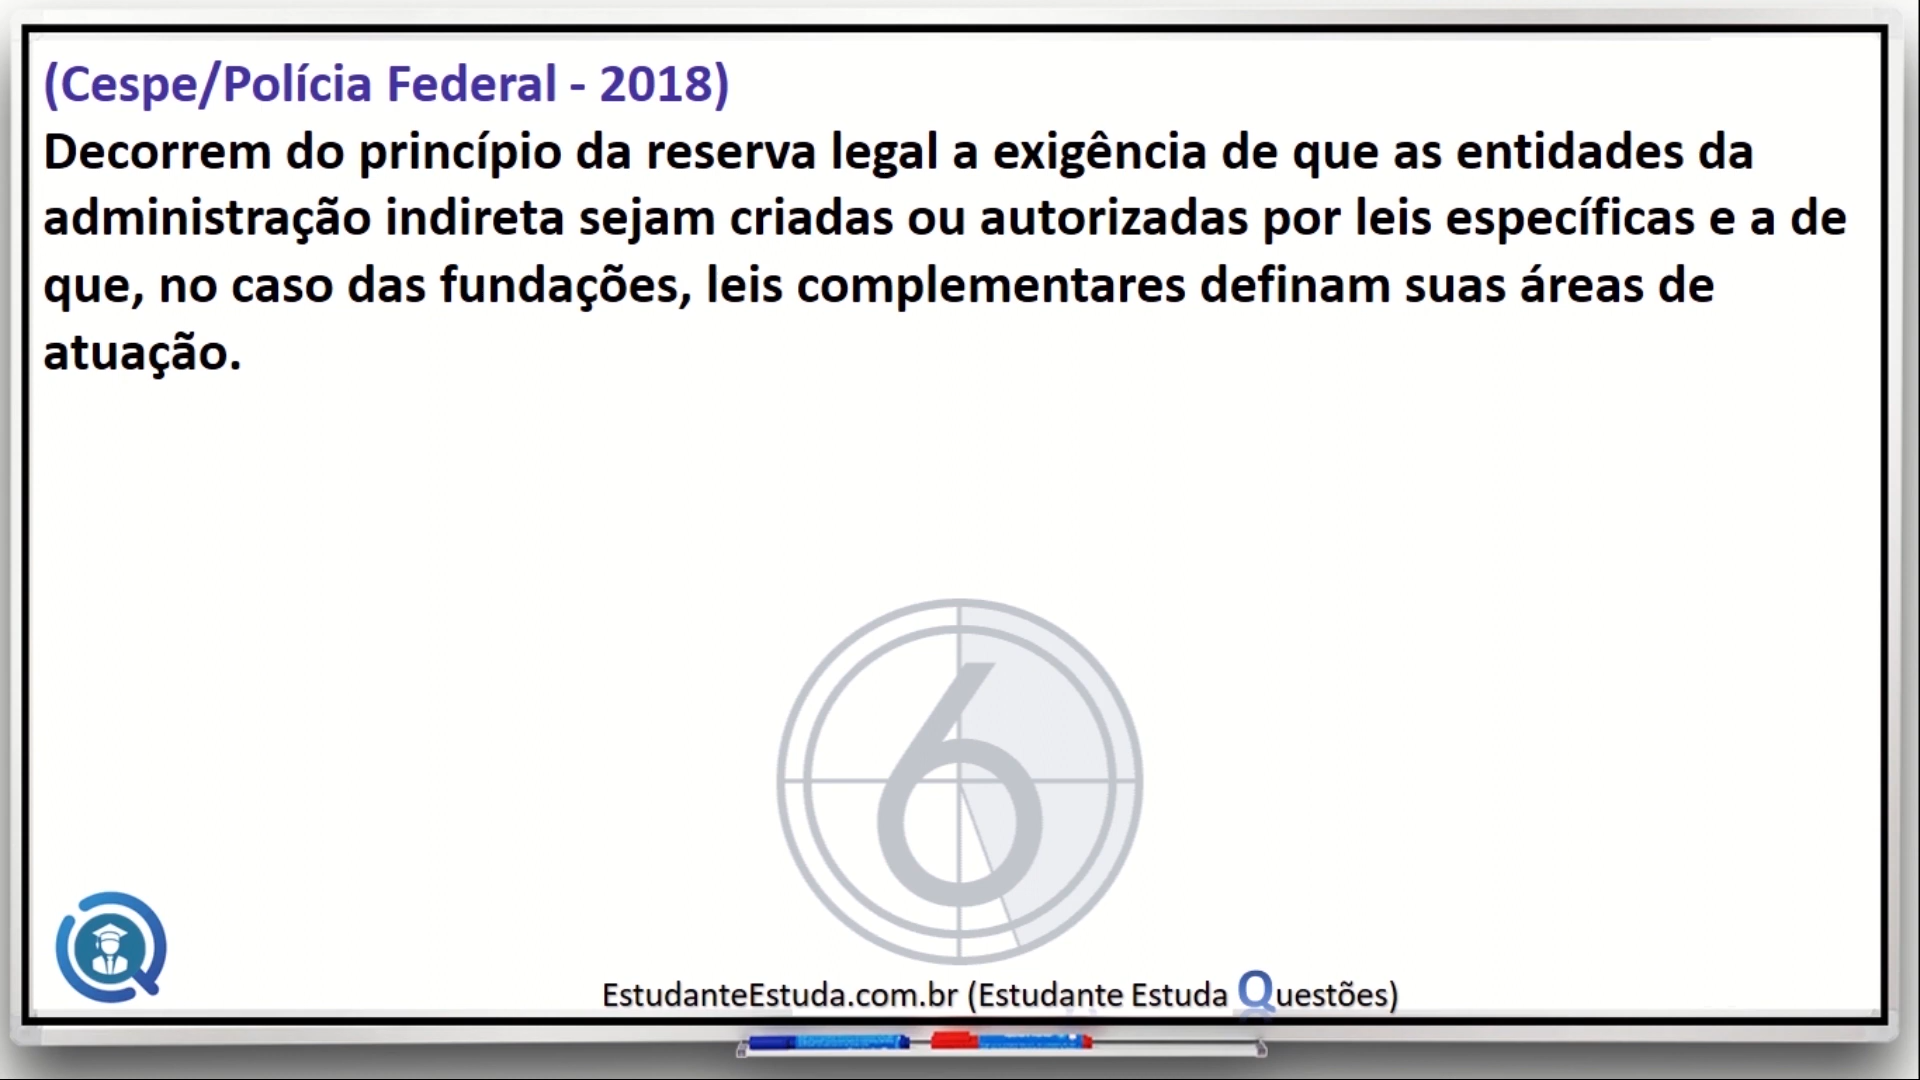 (Cespe/Polícia Federal - 2018)
Decorrem do princípio da reserva legal a exigência de que as entidades da
administração indireta sejam criadas ou autorizadas por leis específicas e a de
que, no caso das fundações, leis complementares definam suas áreas de
atuação.
6
EstudanteEstuda.com.br (Estudante Estuda Questões)